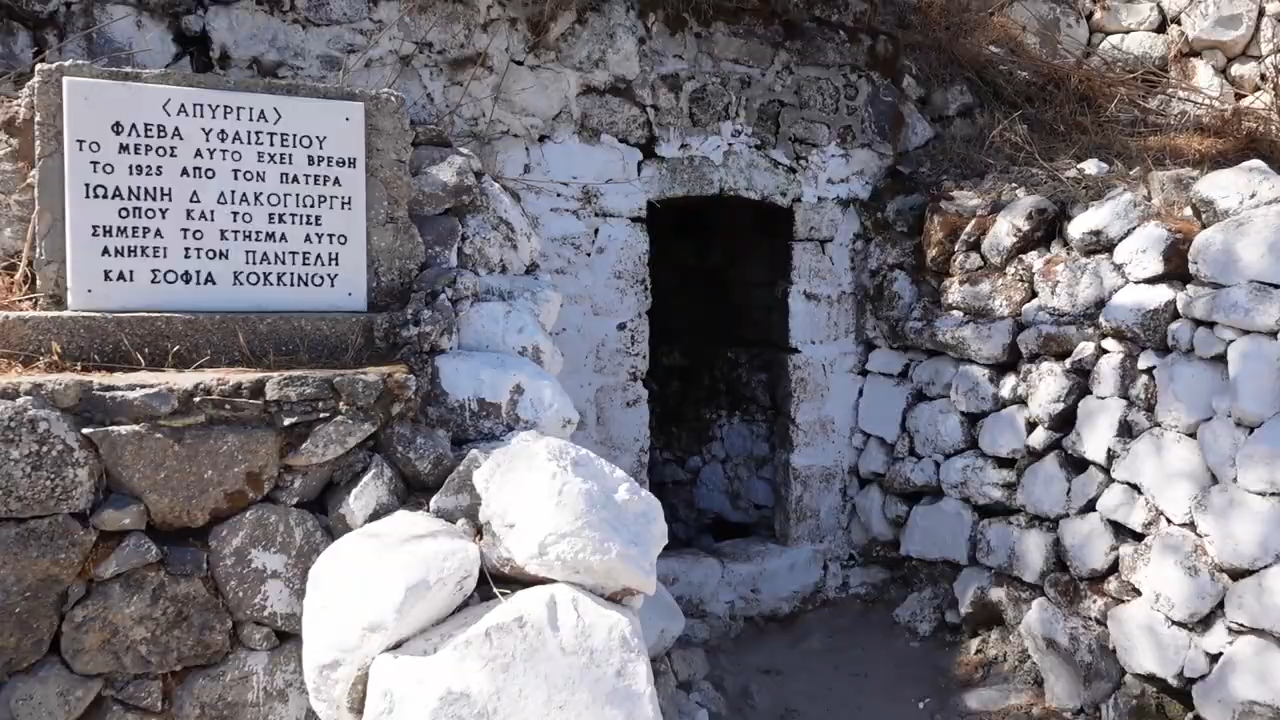 〈ΑΠΥΡΓΙΑ〉
ΦΛΕΒΑ ΥΦΑΙΣΤΕΙΟΥ
ΤΟ ΜΕΡΟΣ ΑΥΤΟ ΕΧΕΙ ΒΡΕΘΗ
ΤΟ 1925 ΑΠΟ ΤΟΝ ΠΑΤΕΡΑ
ΙΩΑΝΝΗ Δ ΔΙΑΚΟΓΙΩΡΓΗ
ΟΠΟΥ ΚΑΙ ΤΟ ΕΚΤΙΣΕ
ΣΗΜΕΡΑ ΤΟ ΚΤΗΣΜΑ ΑΥΤΟ
ΑΝΗΚΕΙ ΣΤΟΝ ΠΑΝΤΕΛΗ
ΚΑΙ ΣΟΦΙΑ ΚΟΚΚΙΝΟΥ